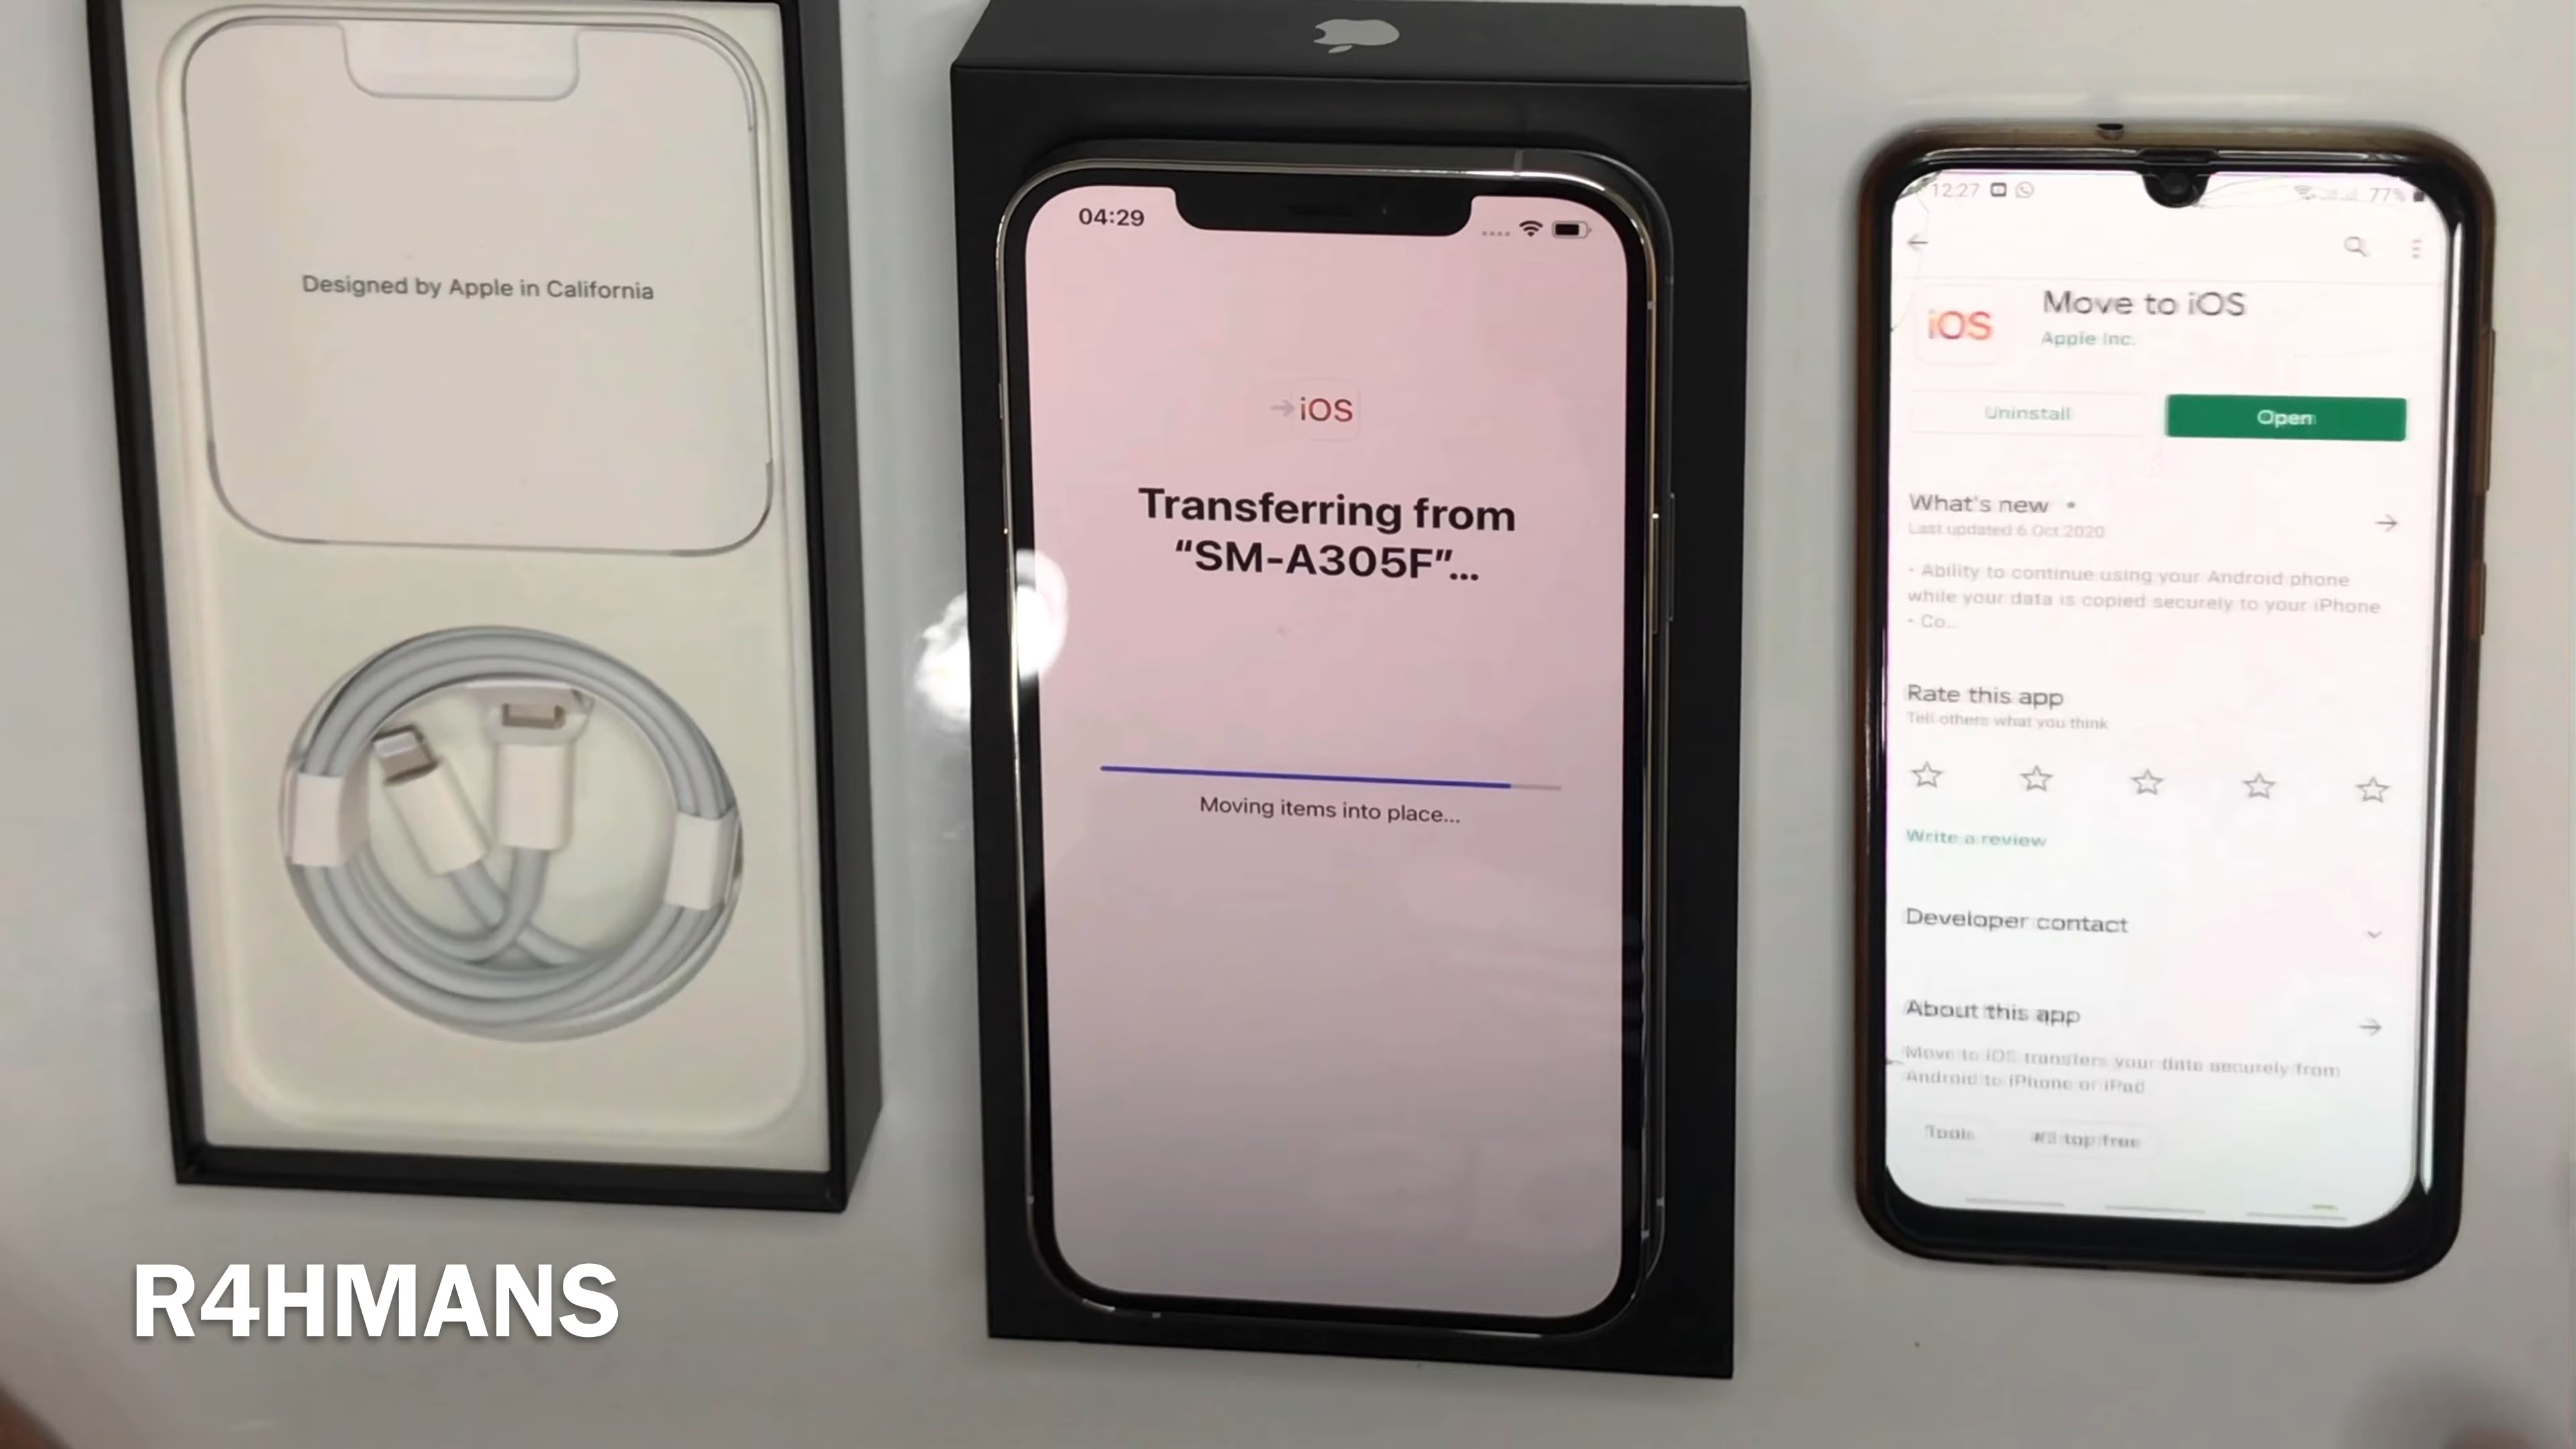 Designed by Apple in California
04:29
iOS
Transferring from
“SM-A305F”...
Moving items into place...
12:27
77%
iOS
Move to iOS
Apple Inc.
Uninstall
Open
What's new
Last updated 6 Oct 2020
• Ability to continue using your Android phone
while your data is copied securely to your iPhone
• Co...
Rate this app
Tell others what you think
Write a review
Developer contact
About this app
Move to iOS transfers your data securely from
Android to iPhone or iPad
Tools
#3 top free
R4HMANS